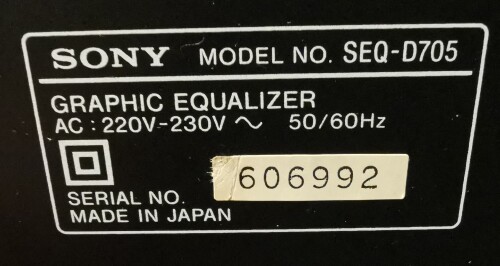 SONY MODEL NO. SEQ-D705
GRAPHIC EQUALIZER
AC : 220V-230V ～ 50/60Hz
SERIAL NO. 606992
MADE IN JAPAN